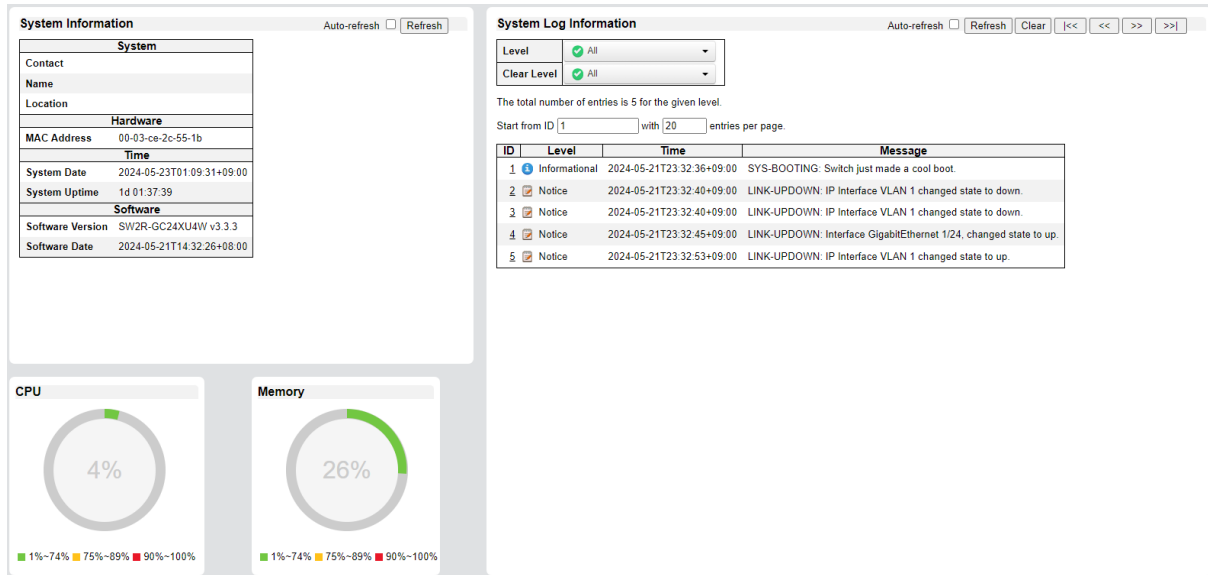 System Information
Auto-refresh Refresh
System
Contact
Name
Location
Hardware
MAC Address 00-03-ce-2c-55-1b
Time
System Date 2024-05-23T01:09:31+09:00
System Uptime 1d 01:37:39
Software
Software Version SW2R-GC24XU4W v3.3.3
Software Date 2024-05-21T14:32:26+08:00
CPU
4%
1%~74% 75%~89% 90%~100%
Memory
26%
1%~74% 75%~89% 90%~100%
System Log Information
Auto-refresh Refresh Clear |<< << >> >>|
Level All
Clear Level All
The total number of entries is 5 for the given level.
Start from ID 1 with 20 entries per page.
ID Level Time Message
1 Informational 2024-05-21T23:32:36+09:00 SYS-BOOTING: Switch just made a cool boot.
2 Notice 2024-05-21T23:32:40+09:00 LINK-UPDOWN: IP Interface VLAN 1 changed state to down.
3 Notice 2024-05-21T23:32:40+09:00 LINK-UPDOWN: IP Interface VLAN 1 changed state to down.
4 Notice 2024-05-21T23:32:45+09:00 LINK-UPDOWN: Interface GigabitEthernet 1/24, changed state to up.
5 Notice 2024-05-21T23:32:53+09:00 LINK-UPDOWN: IP Interface VLAN 1 changed state to up.